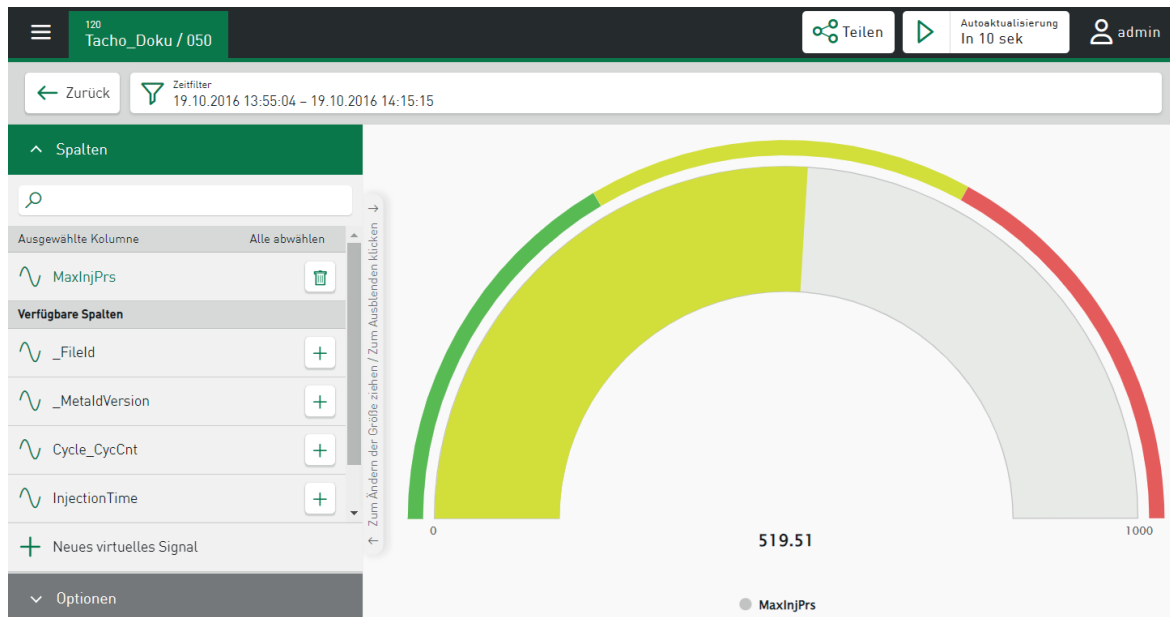 120
Tacho_Doku / 050
Teilen
Autoaktualisierung
In 10 sek
admin
Zurück
Zeitfilter
19.10.2016 13:55:04 – 19.10.2016 14:15:15
Spalten
Ausgewählte Kolumne
Alle abwählen
MaxInjPrs
Verfügbare Spalten
_FileId
_MetaIdVersion
Cycle_CycCnt
InjectionTime
Neues virtuelles Signal
Optionen
← Zum Ändern der Größe ziehen / Zum Ausblenden klicken →
0
519.51
1000
MaxInjPrs